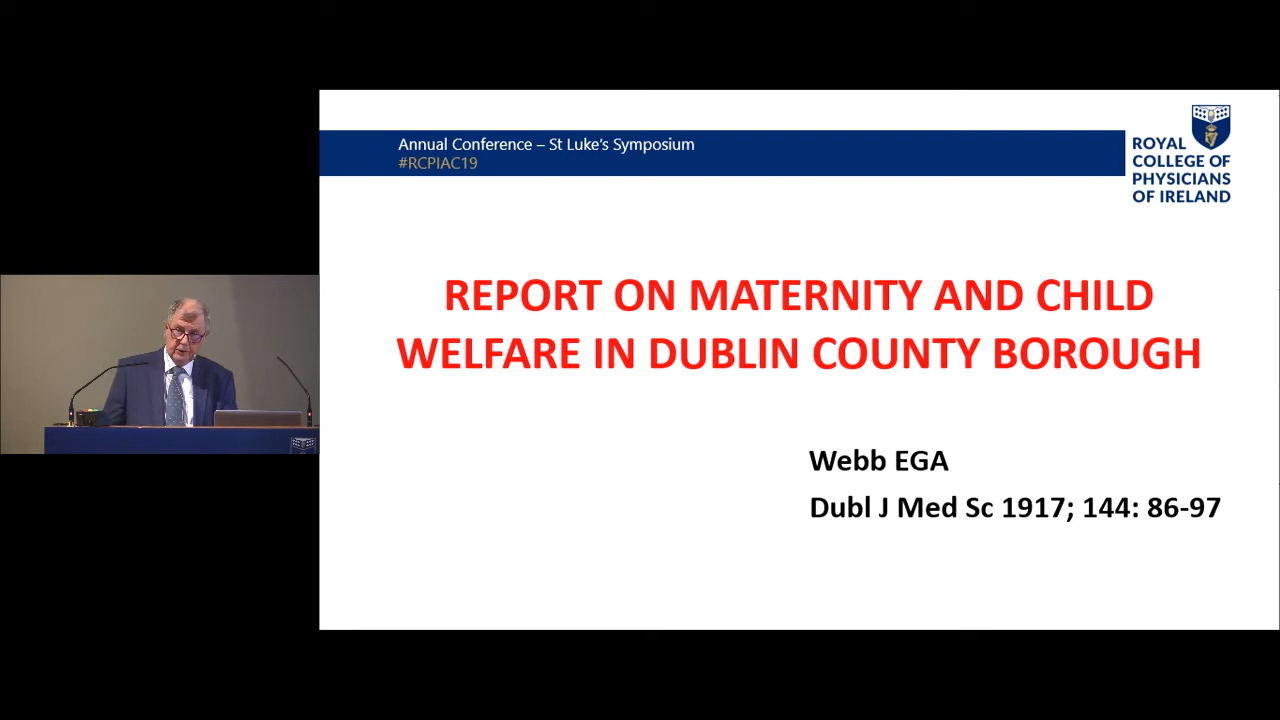 Annual Conference – St Luke's Symposium
#RCPIAC19
ROYAL
COLLEGE OF
PHYSICIANS
OF IRELAND
REPORT ON MATERNITY AND CHILD
WELFARE IN DUBLIN COUNTY BOROUGH
Webb EGA
Dubl J Med Sc 1917; 144: 86-97